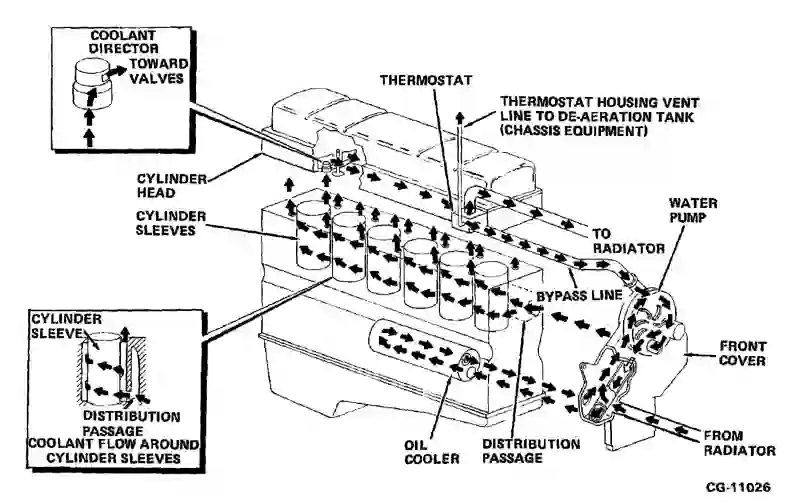 COOLANT
DIRECTOR
TOWARD
VALVES
THERMOSTAT
THERMOSTAT HOUSING VENT
LINE TO DE-AERATION TANK
(CHASSIS EQUIPMENT)
CYLINDER
HEAD
CYLINDER
SLEEVES
WATER
PUMP
TO
RADIATOR
BYPASS LINE
CYLINDER
SLEEVE
FRONT
COVER
DISTRIBUTION
PASSAGE
COOLANT FLOW AROUND
CYLINDER SLEEVES
OIL
COOLER
DISTRIBUTION
PASSAGE
FROM
RADIATOR
CG-11026